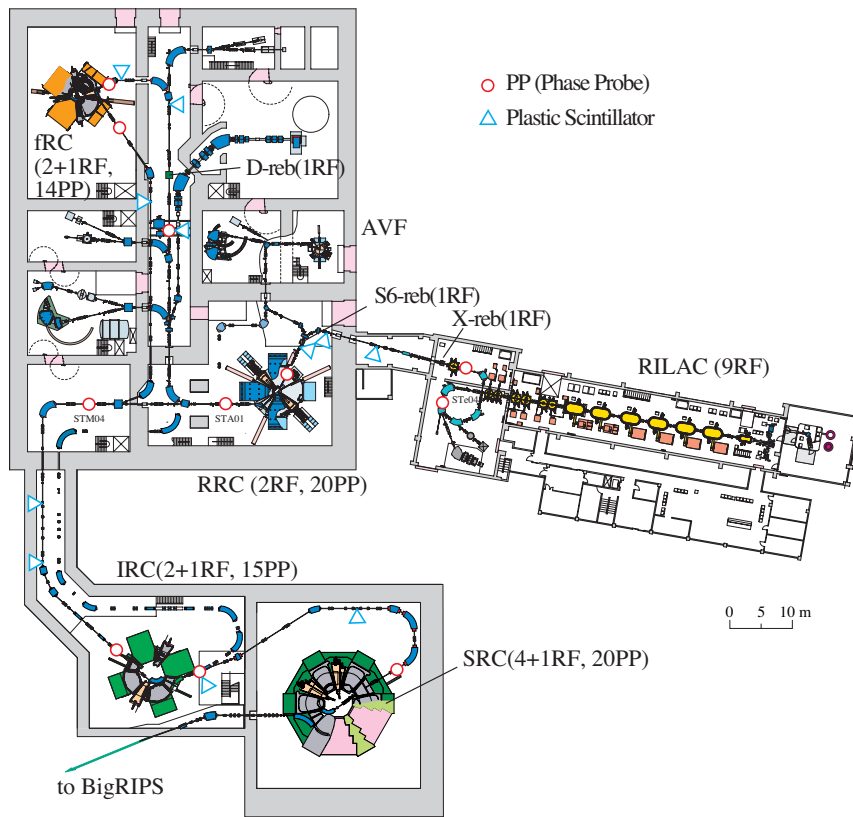 PP (Phase Probe)
Plastic Scintillator
fRC
(2+1RF,
14PP)
D-reb(1RF)
AVF
S6-reb(1RF)
X-reb(1RF)
RILAC (9RF)
STe04
STM04
STA01
RRC (2RF, 20PP)
IRC(2+1RF, 15PP)
0 5 10 m
SRC(4+1RF, 20PP)
to BigRIPS